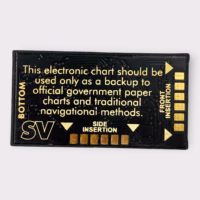 This electronic chart should be
used only as a backup to
official government paper
charts and traditional
navigational methods.
BOTTOM
SV
SIDE
INSERTION
FRONT
INSERTION